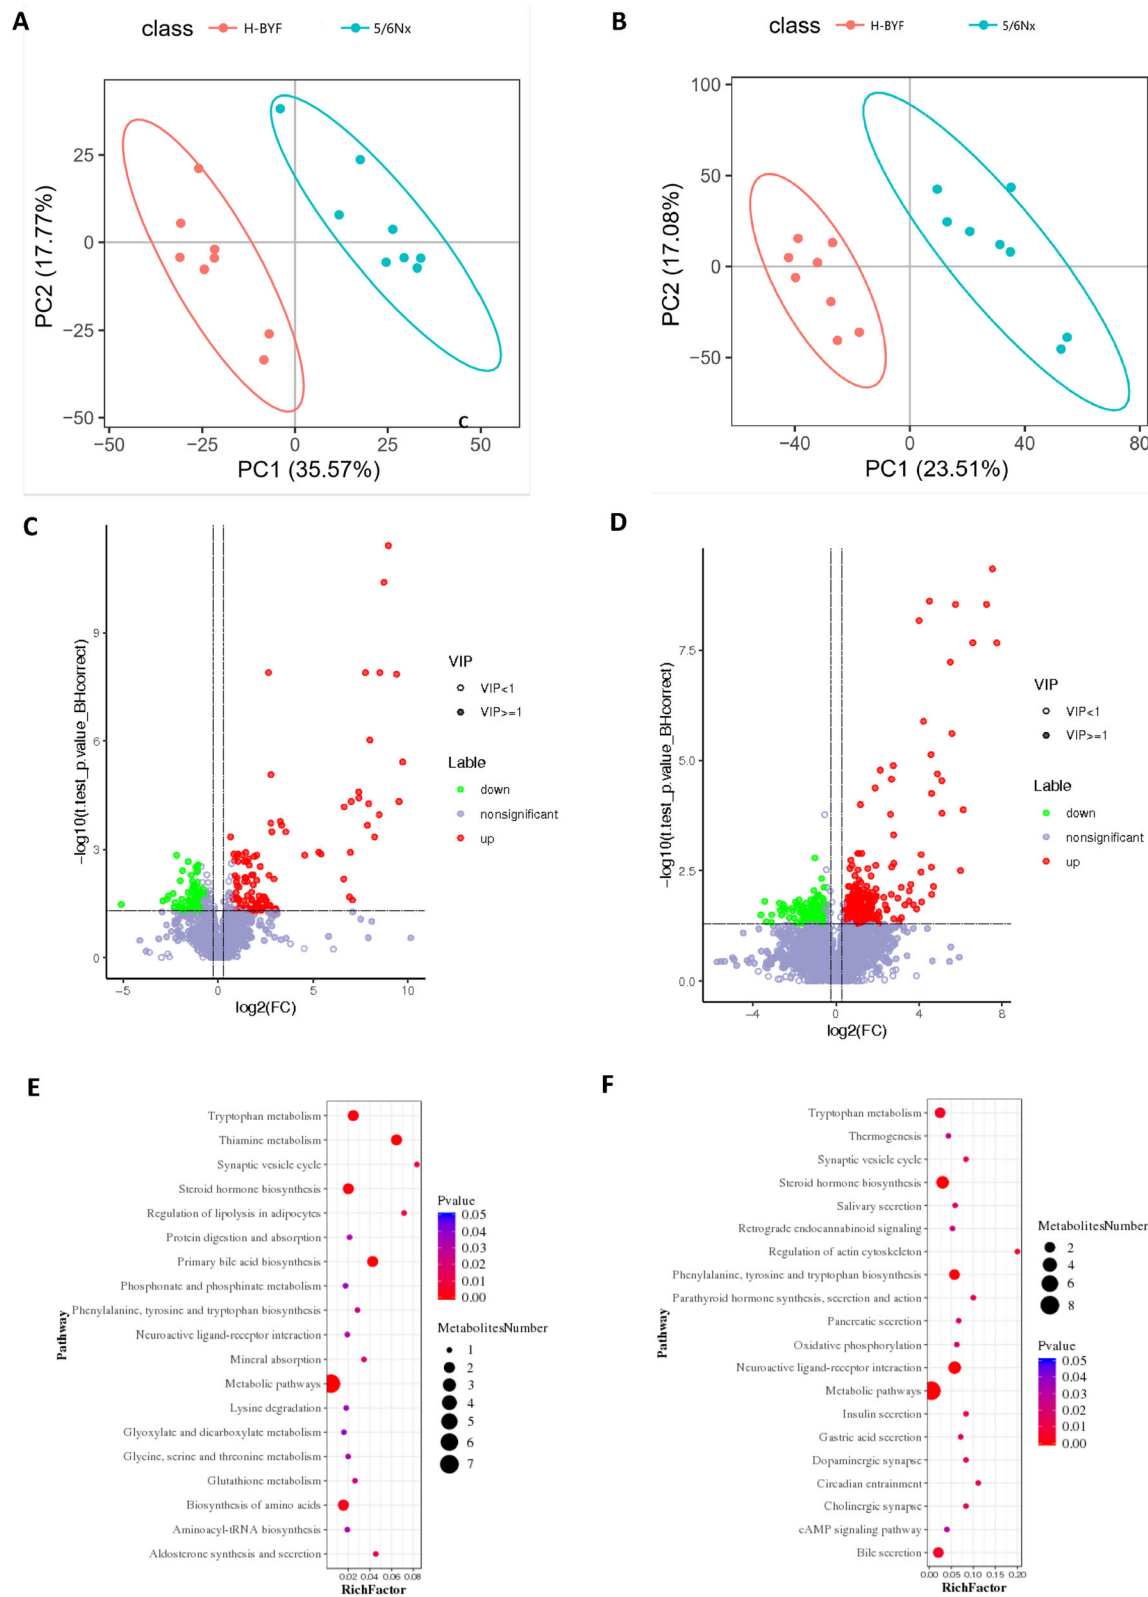 A
class
H-BYF
5/6Nx
PC2 (17.77%)
25
0
−25
−50
−50
−25
0
25
50
C
PC1 (35.57%)
B
class
H-BYF
5/6Nx
PC2 (17.08%)
100
50
0
−50
−40
0
40
80
PC1 (23.51%)
C
−log10(t.test_p.value_BHcorrect)
9
6
3
0
−5
0
5
10
log2(FC)
VIP
VIP<1
VIP>=1
Lable
down
nonsignificant
up
D
−log10(t.test_p.value_BHcorrect)
7.5
5.0
2.5
0.0
−4
0
4
8
log2(FC)
VIP
VIP<1
VIP>=1
Lable
down
nonsignificant
up
E
Pathway
Tryptophan metabolism
Thiamine metabolism
Synaptic vesicle cycle
Steroid hormone biosynthesis
Regulation of lipolysis in adipocytes
Protein digestion and absorption
Primary bile acid biosynthesis
Phosphonate and phosphinate metabolism
Phenylalanine, tyrosine and tryptophan biosynthesis
Neuroactive ligand-receptor interaction
Mineral absorption
Metabolic pathways
Lysine degradation
Glyoxylate and dicarboxylate metabolism
Glycine, serine and threonine metabolism
Glutathione metabolism
Biosynthesis of amino acids
Aminoacyl-tRNA biosynthesis
Aldosterone synthesis and secretion
0.02 0.04 0.06 0.08
RichFactor
Pvalue
0.05
0.04
0.03
0.02
0.01
0.00
MetabolitesNumber
1
2
3
4
5
6
7
F
Pathway
Tryptophan metabolism
Thermogenesis
Synaptic vesicle cycle
Steroid hormone biosynthesis
Salivary secretion
Retrograde endocannabinoid signaling
Regulation of actin cytoskeleton
Phenylalanine, tyrosine and tryptophan biosynthesis
Parathyroid hormone synthesis, secretion and action
Pancreatic secretion
Oxidative phosphorylation
Neuroactive ligand-receptor interaction
Metabolic pathways
Insulin secretion
Gastric acid secretion
Dopaminergic synapse
Circadian entrainment
Cholinergic synapse
cAMP signaling pathway
Bile secretion
0.00 0.05 0.10 0.15 0.20
RichFactor
MetabolitesNumber
2
4
6
8
Pvalue
0.05
0.04
0.03
0.02
0.01
0.00